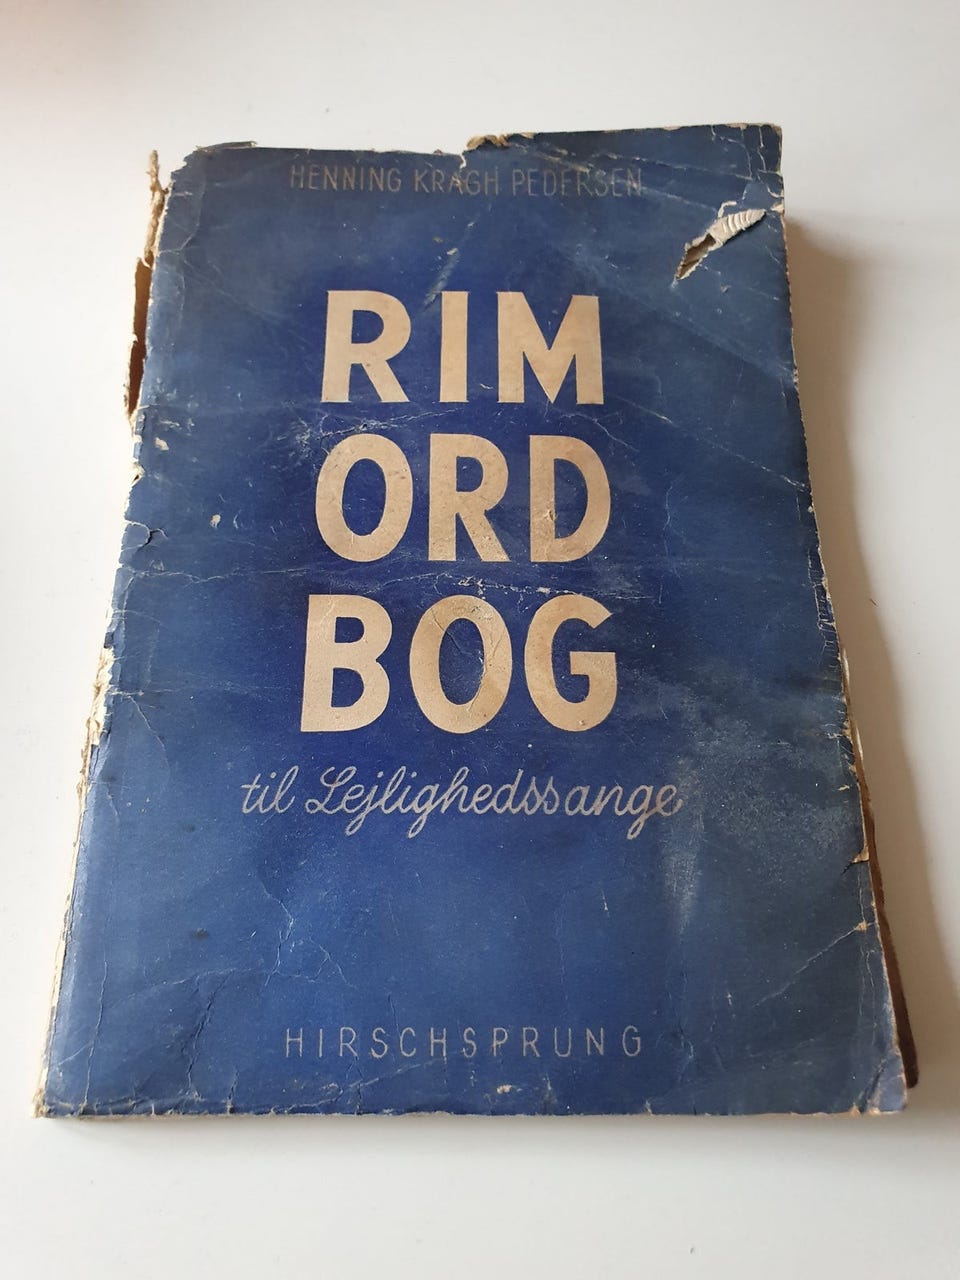 HENNING KRAGH PEDERSEN
RIM
ORD
BOG
til Lejlighedssange
HIRSCHSPRUNG